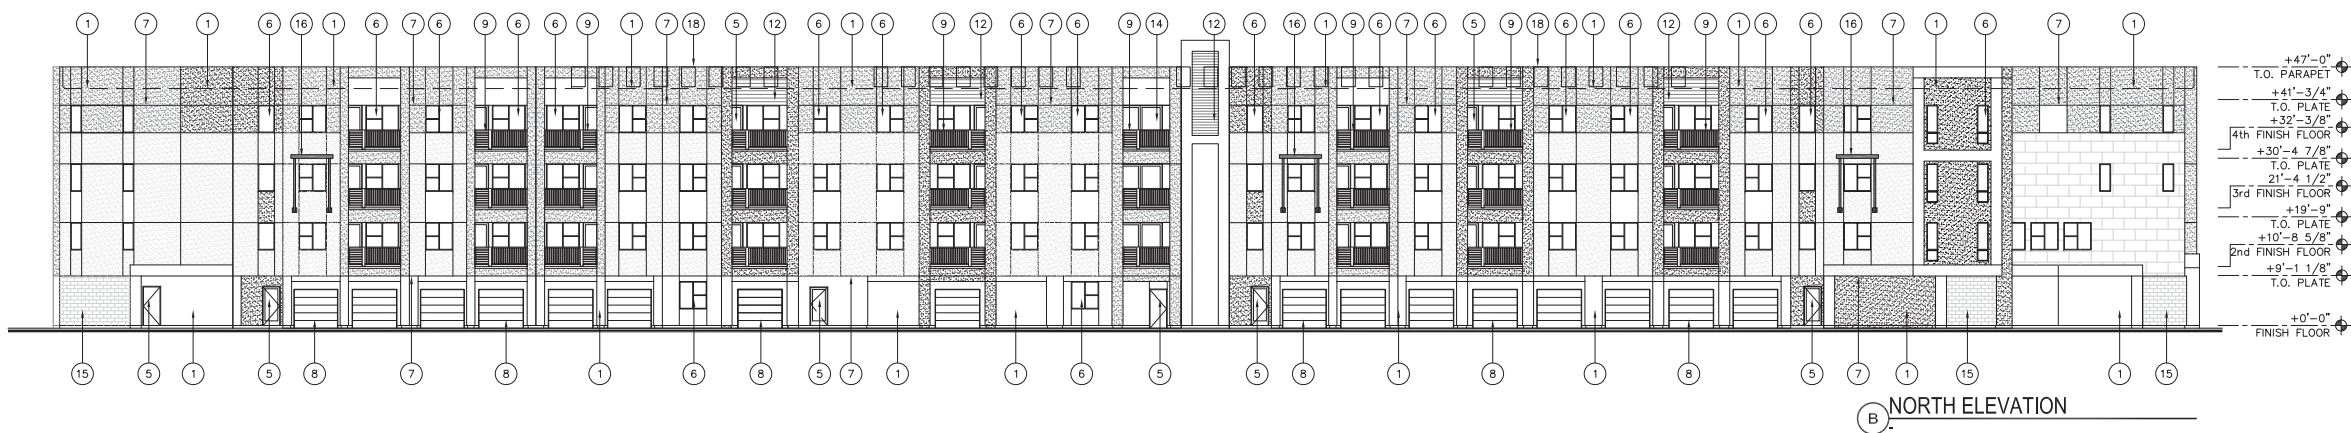 1 7 1 6 16 1 6 7 6 9 6 6 9 1 7 18 5 12 6 1 6 9 12 6 7 6 9 14 12 6 16 1 9 6 7 6 5 9 18 6 1 6 12 9 1 6 6 16 7 1 6 7 1
+47'-0"
T.O. PARAPET
+41'-3/4"
T.O. PLATE
+32'-3/8"
4th FINISH FLOOR
+30'-4 7/8"
T.O. PLATE
21'-4 1/2"
3rd FINISH FLOOR
+19'-9"
T.O. PLATE
+10'-8 5/8"
2nd FINISH FLOOR
+9'-1 1/8"
T.O. PLATE
+0'-0"
FINISH FLOOR
15 5 1 5 8 7 8 1 6 8 5 7 1 1 6 5 5 8 1 8 1 8 5 7 1 15 1 15
B NORTH ELEVATION
-